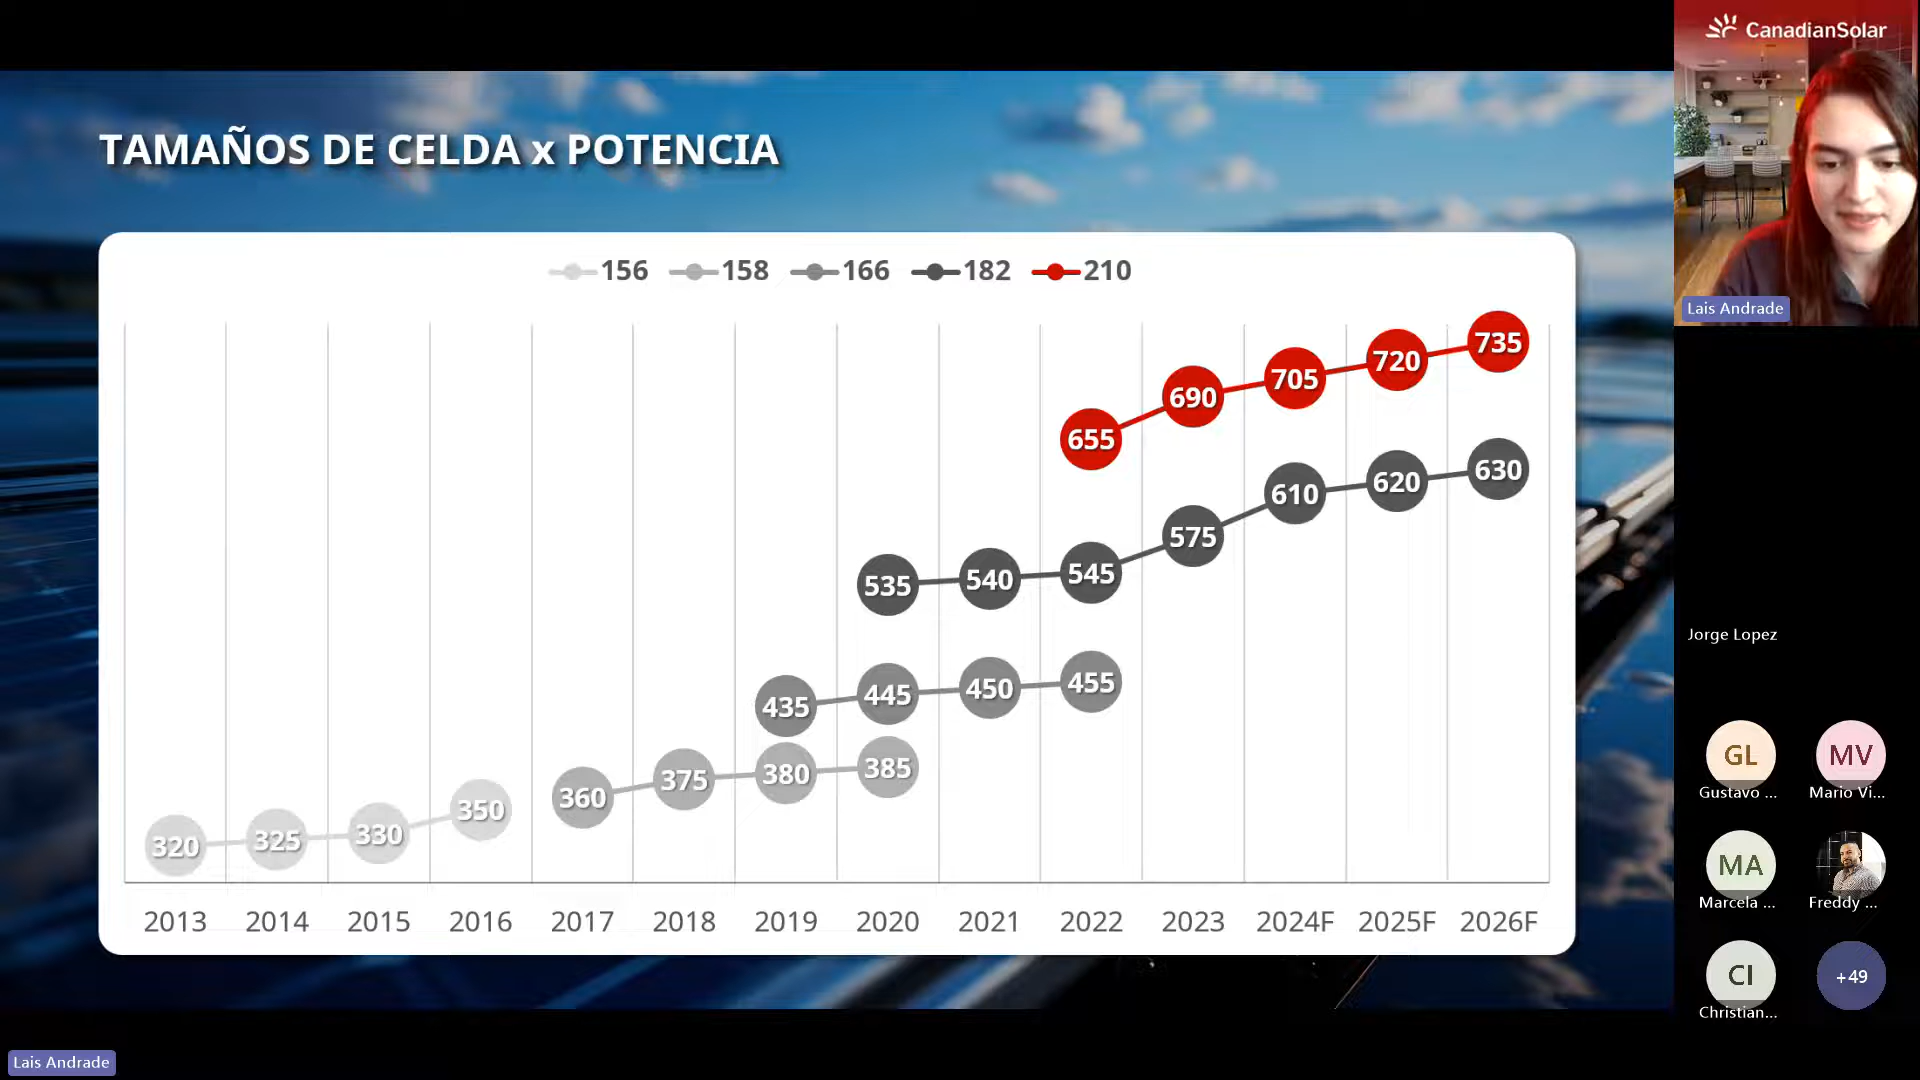 CanadianSolar
TAMAÑOS DE CELDA x POTENCIA
156 158 166 182 210
Lais Andrade
735
720
705
690
655
630
620
610
575
535 540 545
435 445 450 455
320 325 330 350 360 375 380 385
2013 2014 2015 2016 2017 2018 2019 2020 2021 2022 2023 2024F 2025F 2026F
Jorge Lopez
GL MV
Gustavo ... Mario Vi...
MA
Marcela ... Freddy ...
CI +49
Christian...
Lais Andrade